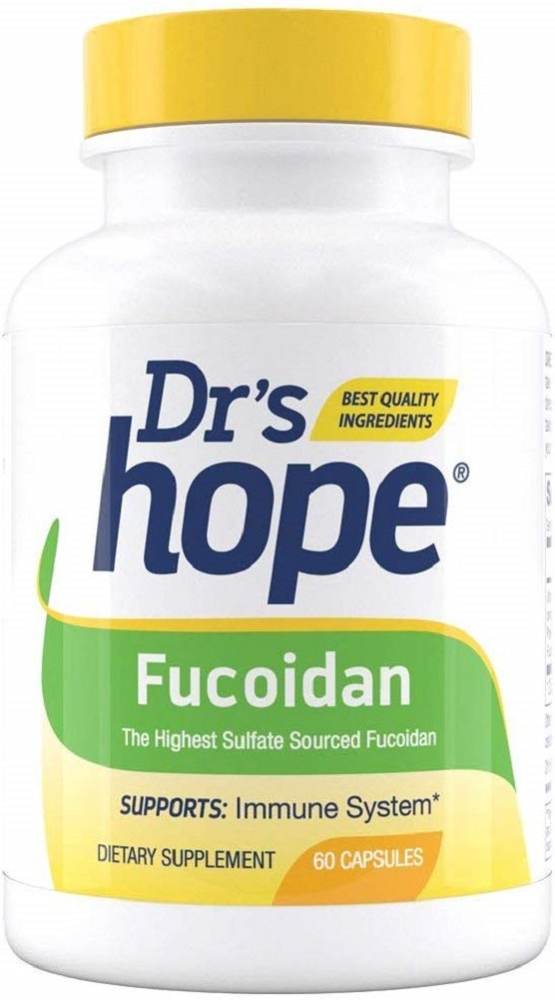 Dr's
hope®
BEST QUALITY
INGREDIENTS
Fucoidan
The Highest Sulfate Sourced Fucoidan
SUPPORTS: Immune System*
DIETARY SUPPLEMENT
60 CAPSULES